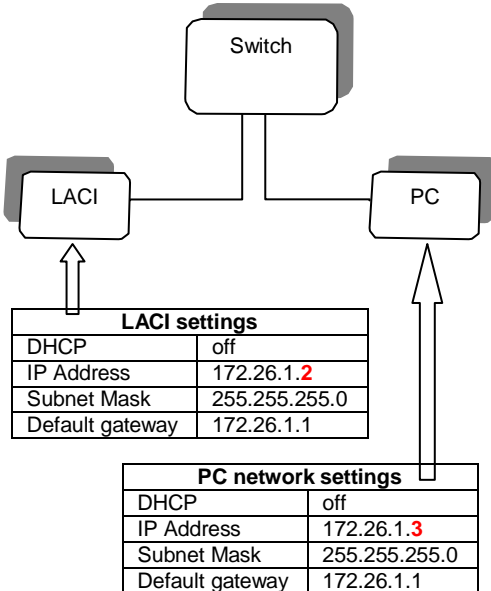 Switch
LACI PC
LACI settings
DHCP off
IP Address 172.26.1.2
Subnet Mask 255.255.255.0
Default gateway 172.26.1.1
PC network settings
DHCP off
IP Address 172.26.1.3
Subnet Mask 255.255.255.0
Default gateway 172.26.1.1